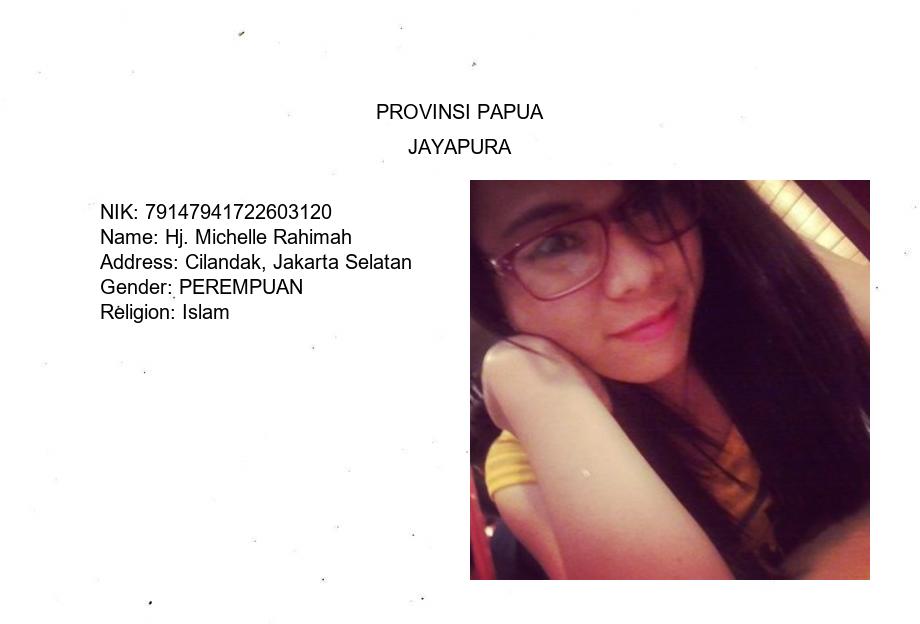 PROVINSI PAPUA
JAYAPURA
NIK: 79147941722603120
Name: Hj. Michelle Rahimah
Address: Cilandak, Jakarta Selatan
Gender: PEREMPUAN
Religion: Islam